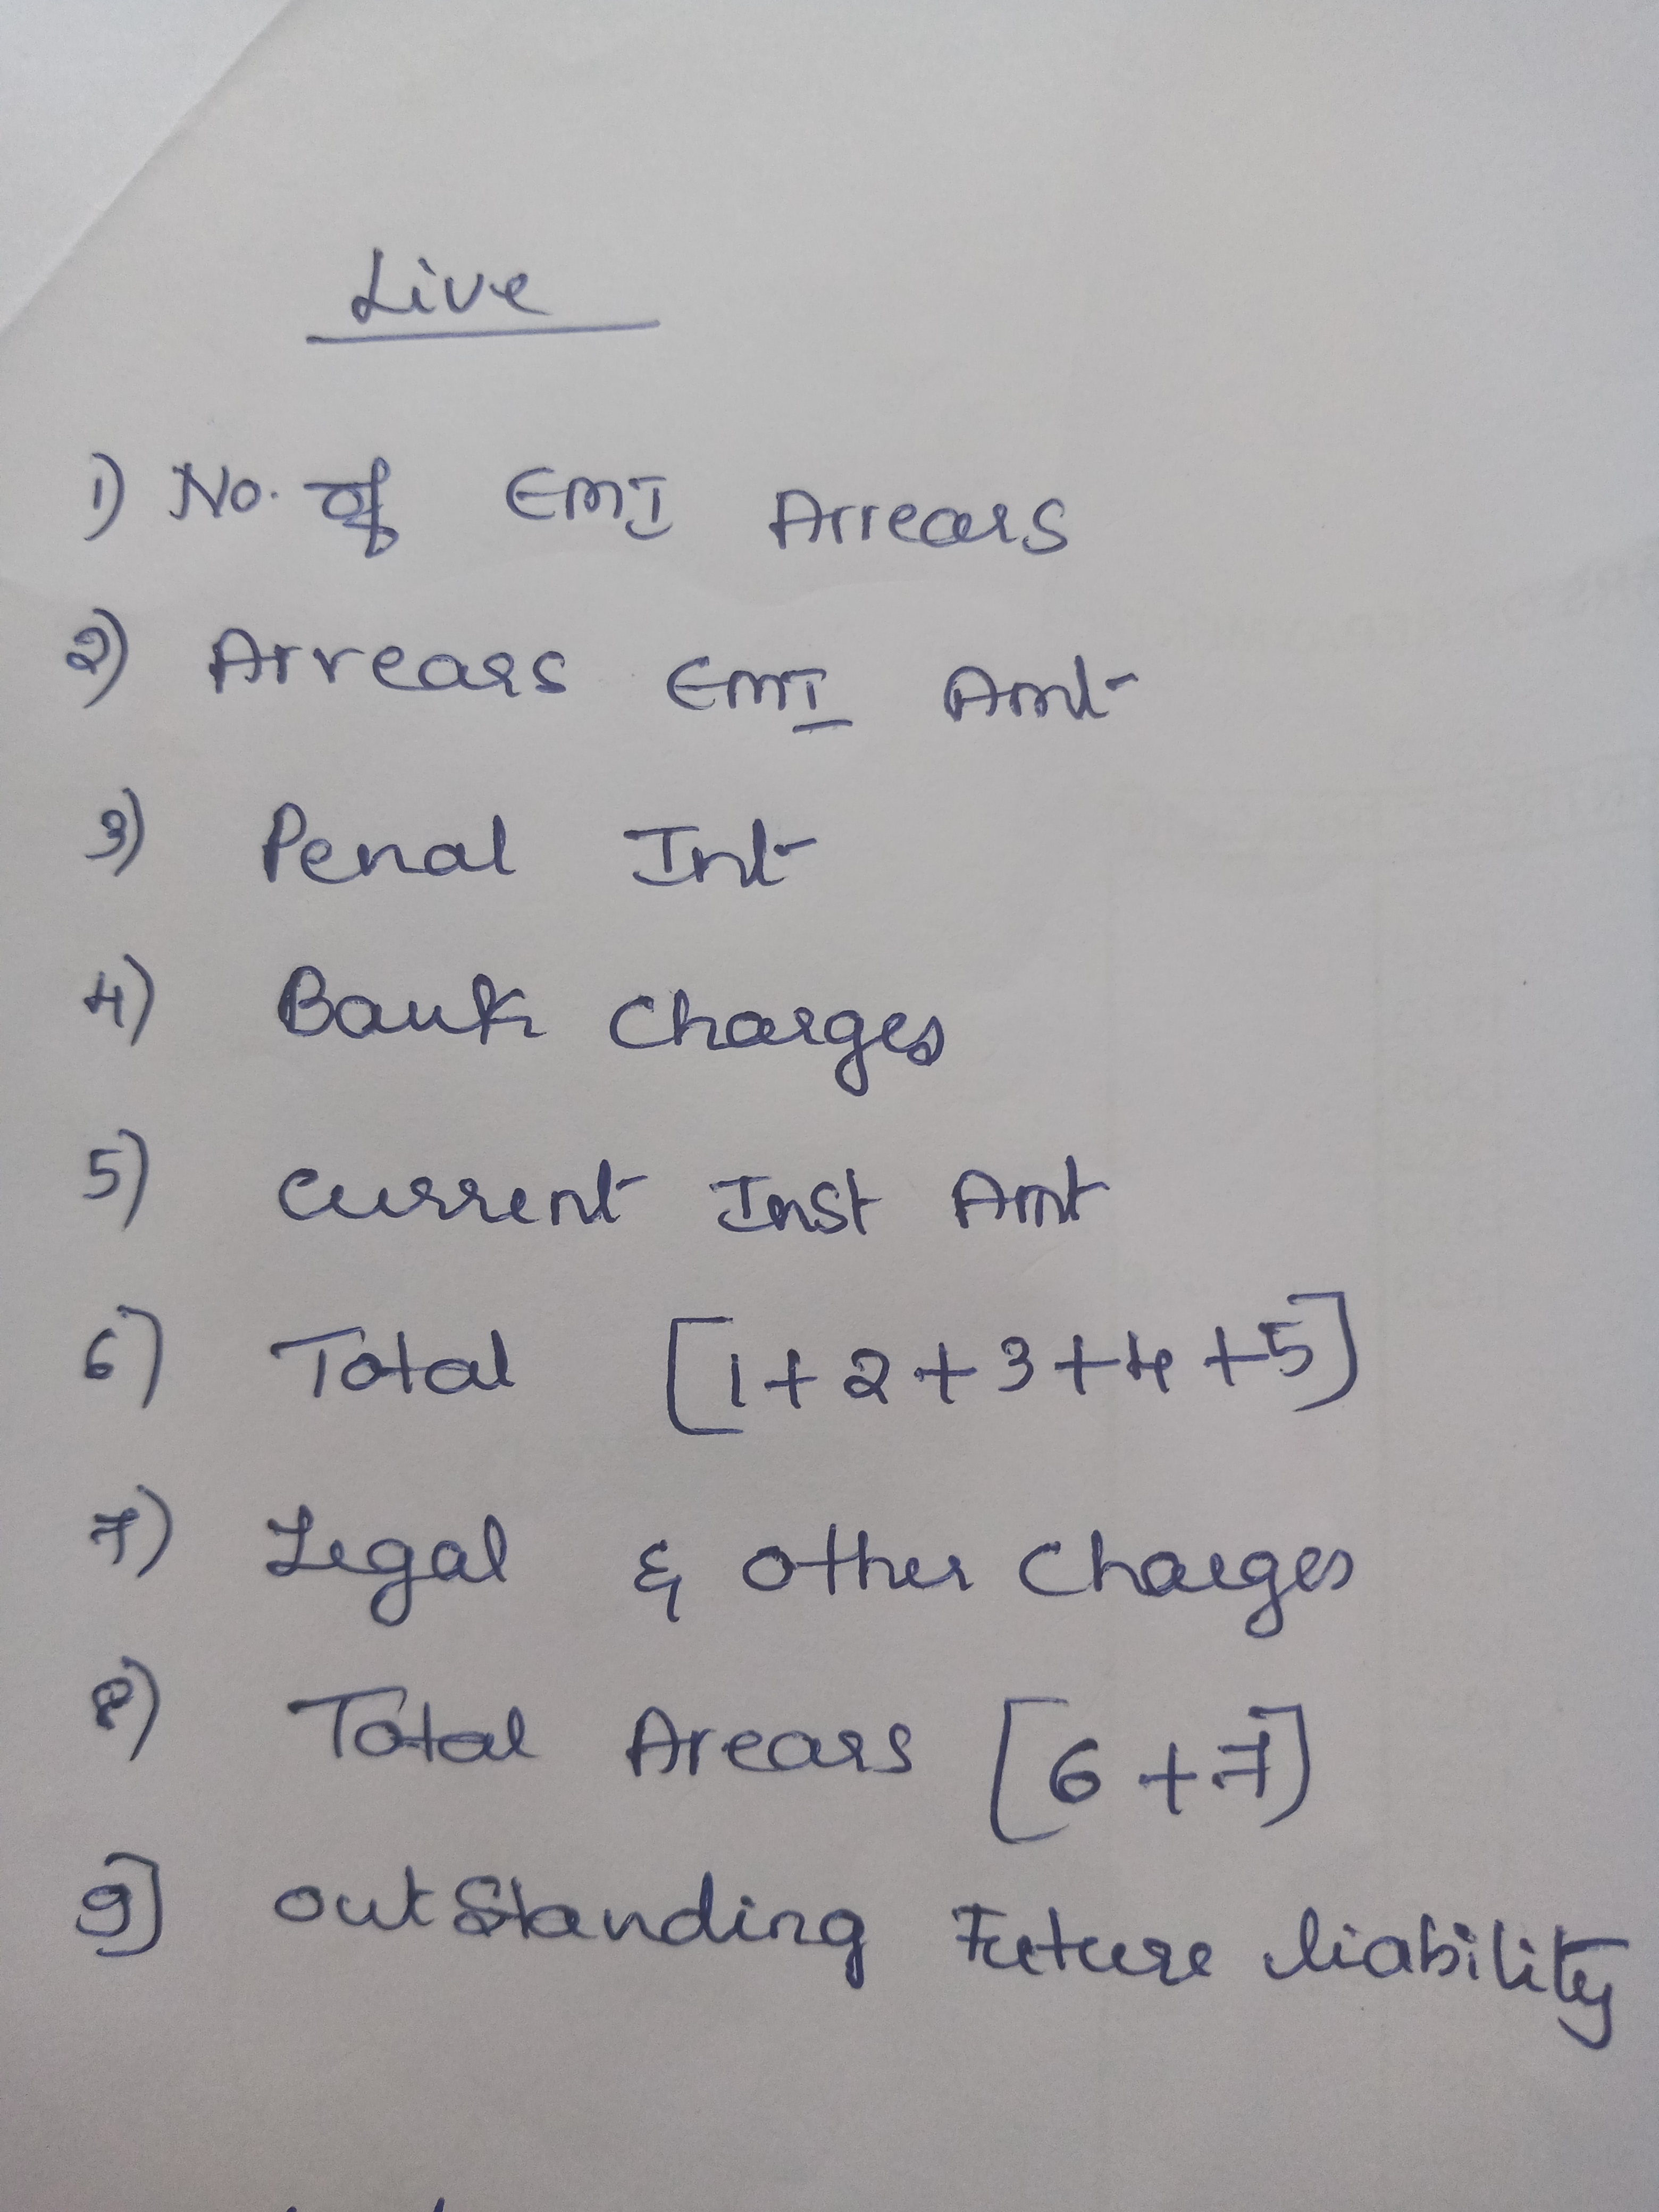 Live
1) No. of EMI Arrears
2) Arrears EMI Amt
3) Penal Int
4) Bank Charges
5) Current Inst Amt
6) Total [1+2+3+4+5]
7) Legal & other Charges
8) Total Arears [6+7]
9] outstanding Future liability